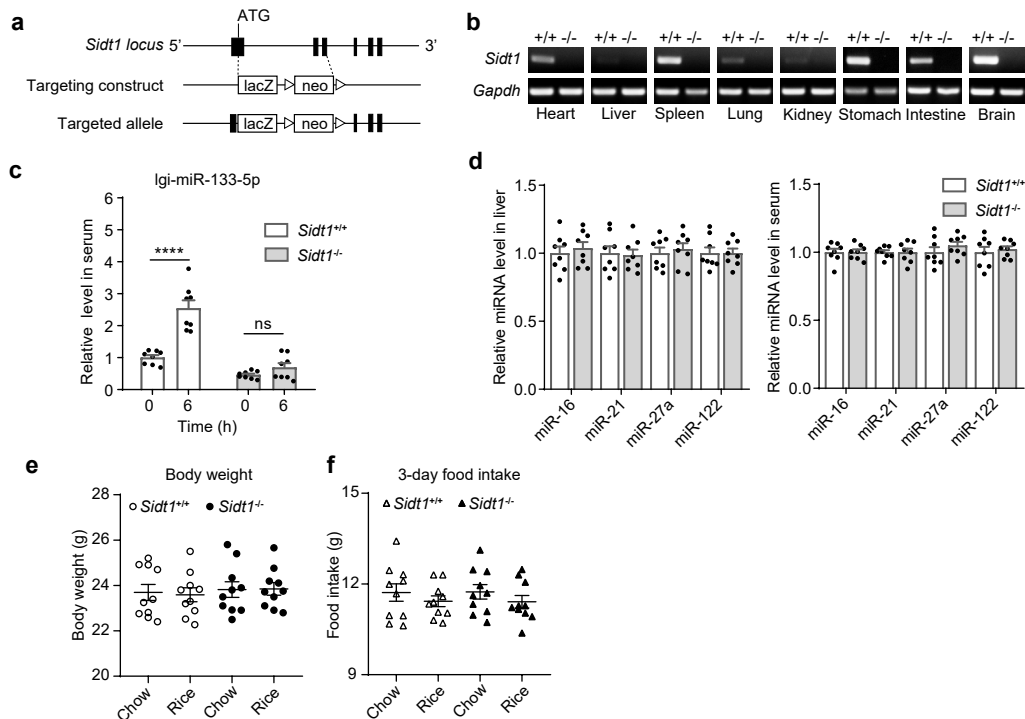 a
ATG
Sidt1 locus 5’ 3’
Targeting construct lacZ neo
Targeted allele lacZ neo
b
+/+ -/- +/+ -/- +/+ -/- +/+ -/- +/+ -/- +/+ -/- +/+ -/- +/+ -/-
Sidt1
Gapdh
Heart Liver Spleen Lung Kidney Stomach Intestine Brain
c
lgi-miR-133-5p
Relative level in serum
5
4
3
2
1
0
****
ns
Sidt1+/+
Sidt1-/-
0 6 0 6
Time (h)
d
Relative miRNA level in liver
1.5
1.0
0.5
0.0
miR-16 miR-21 miR-27a miR-122
Relative miRNA level in serum
1.5
1.0
0.5
0.0
Sidt1+/+
Sidt1-/-
miR-16 miR-21 miR-27a miR-122
e
Body weight
Sidt1+/+ Sidt1-/-
Body weight (g)
28
26
24
22
20
Chow Rice Chow Rice
f
3-day food intake
Sidt1+/+ Sidt1-/-
Food intake (g)
15
12
9
Chow Rice Chow Rice